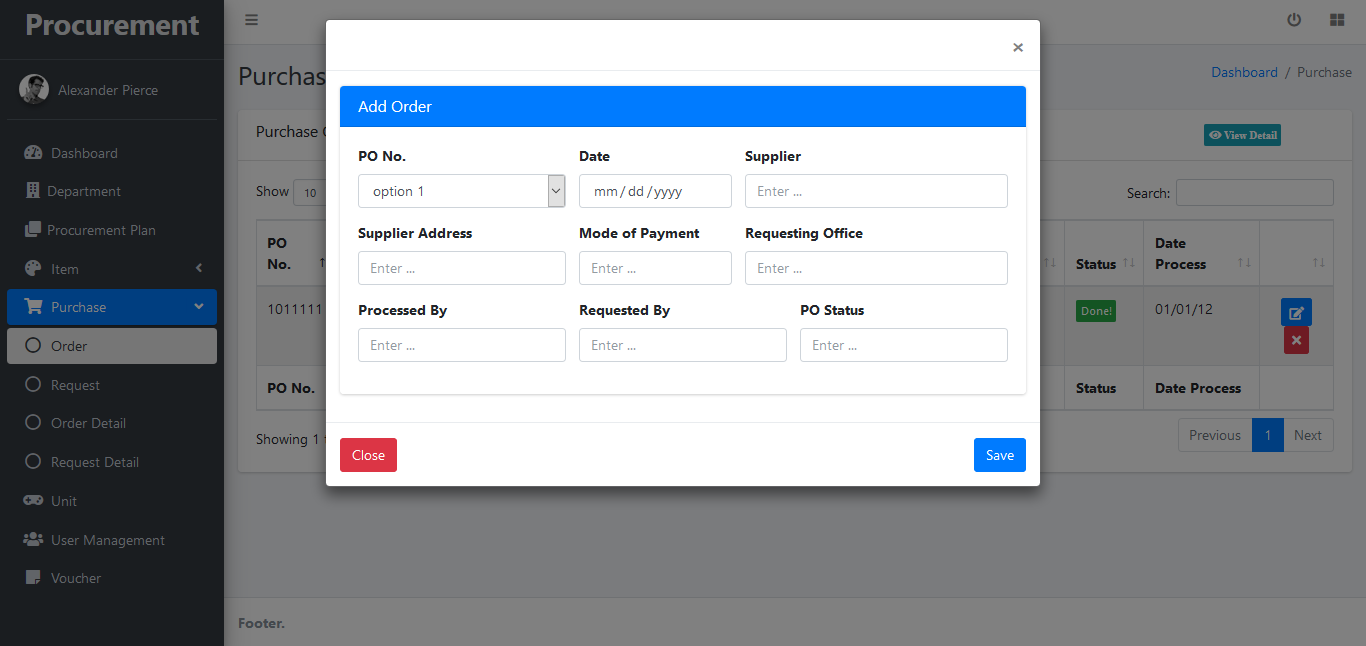 Procurement
Alexander Pierce
Dashboard
Department
Procurement Plan
Item
Purchase
Order
Request
Order Detail
Request Detail
Unit
User Management
Voucher
Purchas
Dashboard / Purchase
Purchase
View Detail
Show 10
Search:
PO No.
Status
Date Process
1011111
Done!
01/01/12
PO No.
Status
Date Process
Showing 1
Previous 1 Next
Footer.
×
Add Order
PO No. Date Supplier
option 1 mm/dd/yyyy Enter ...
Supplier Address Mode of Payment Requesting Office
Enter ... Enter ... Enter ...
Processed By Requested By PO Status
Enter ... Enter ... Enter ...
Close Save